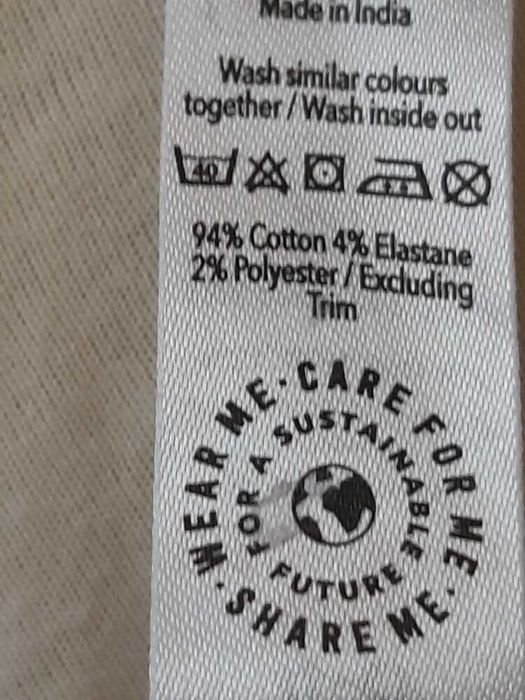 Made in India
Wash similar colours
together / Wash inside out
40
94% Cotton 4% Elastane
2% Polyester / Excluding
Trim
WEAR ME · CARE FOR ME · SHARE ME ·
FOR A SUSTAINABLE FUTURE